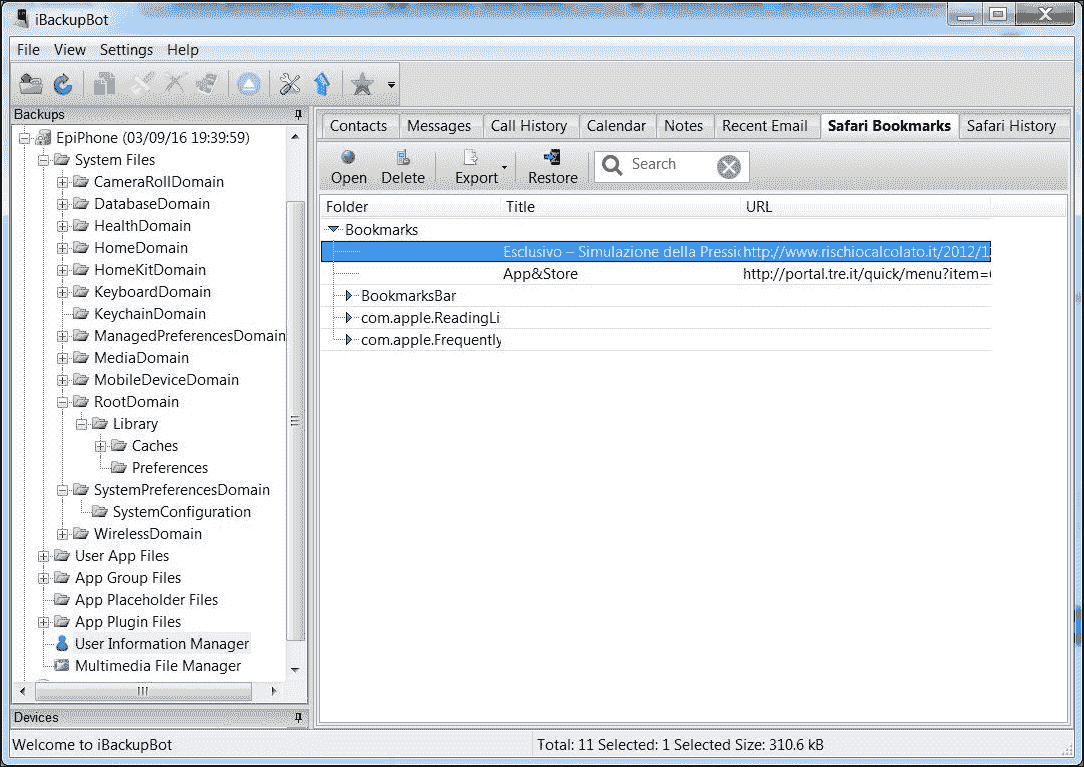 iBackupBot
File View Settings Help
Backups
EpiPhone (03/09/16 19:39:59)
System Files
CameraRollDomain
DatabaseDomain
HealthDomain
HomeDomain
HomeKitDomain
KeyboardDomain
KeychainDomain
ManagedPreferencesDomain
MediaDomain
MobileDeviceDomain
RootDomain
Library
Caches
Preferences
SystemPreferencesDomain
SystemConfiguration
WirelessDomain
User App Files
App Group Files
App Placeholder Files
App Plugin Files
User Information Manager
Multimedia File Manager
Devices
Contacts Messages Call History Calendar Notes Recent Email Safari Bookmarks Safari History
Open Delete Export Restore Search
Folder Title URL
Bookmarks
Esclusivo – Simulazione della Pressi http://www.rischiocalcolato.it/2012/1
App&Store http://portal.tre.it/quick/menu?item=
BookmarksBar
com.apple.ReadingLi
com.apple.Frequently
Welcome to iBackupBot Total: 11 Selected: 1 Selected Size: 310.6 kB